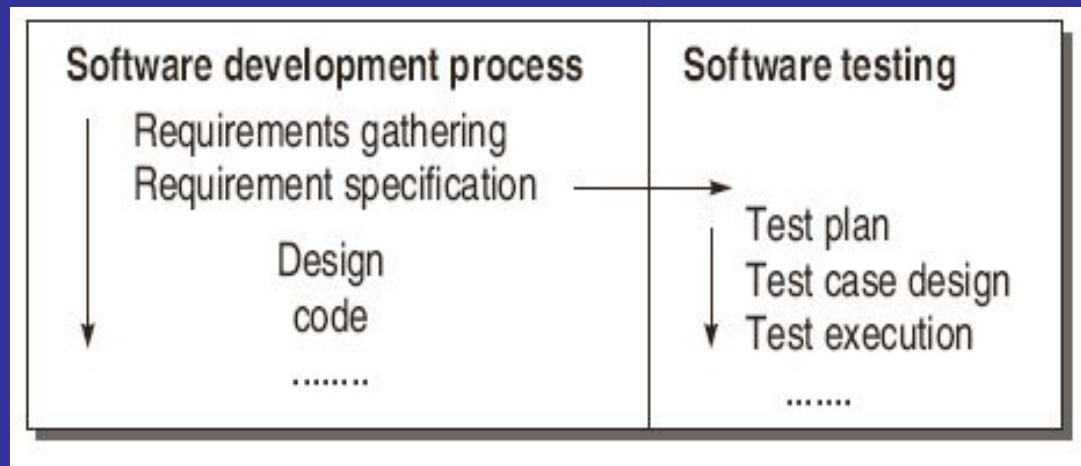 Software development process
Requirements gathering
Requirement specification
Design
code
........
Software testing
Test plan
Test case design
Test execution
.......